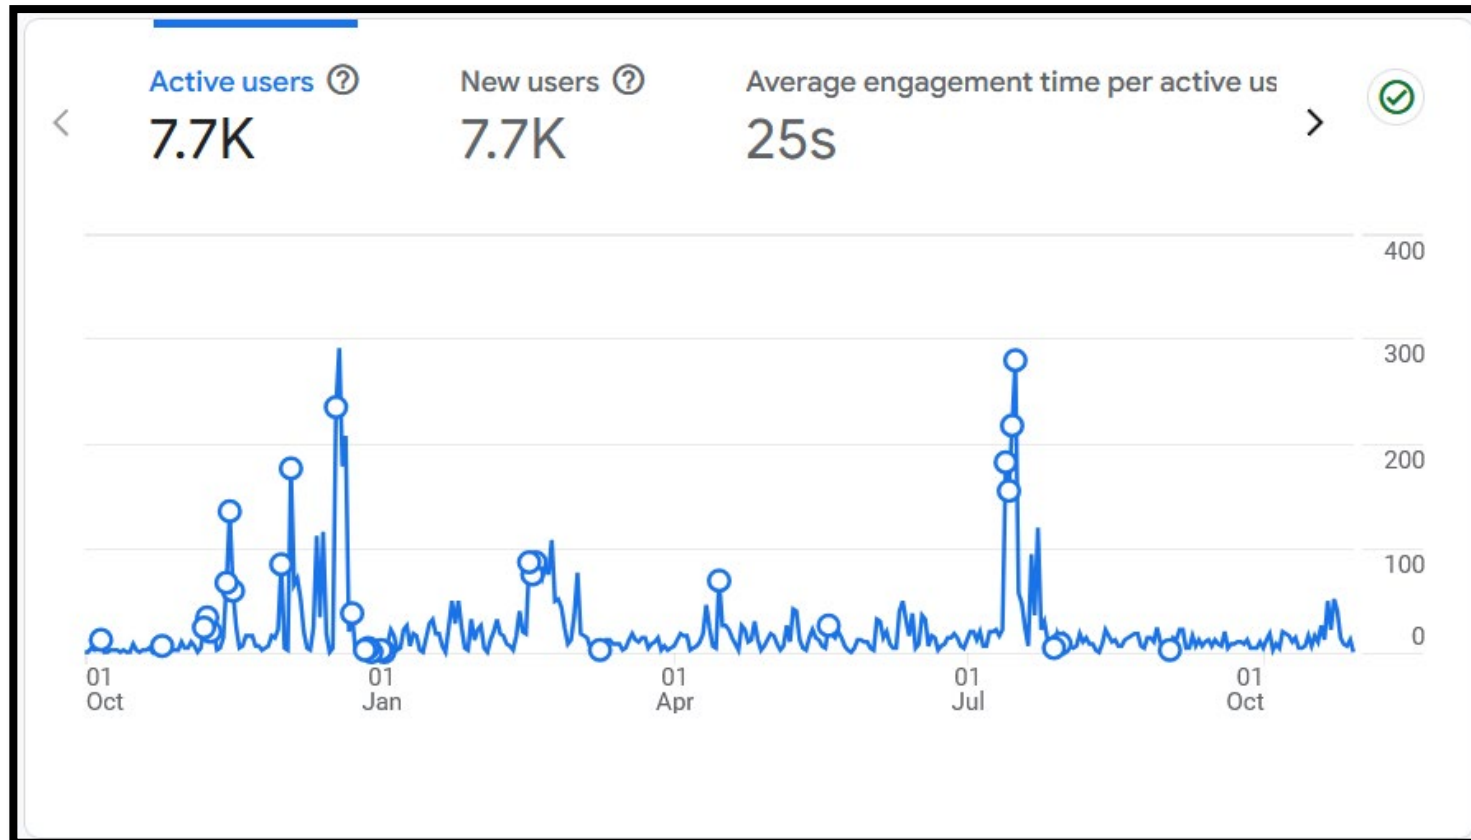 Active users
7.7K
New users
7.7K
Average engagement time per active us
25s
400
300
200
100
0
01
Oct
01
Jan
01
Apr
01
Jul
01
Oct